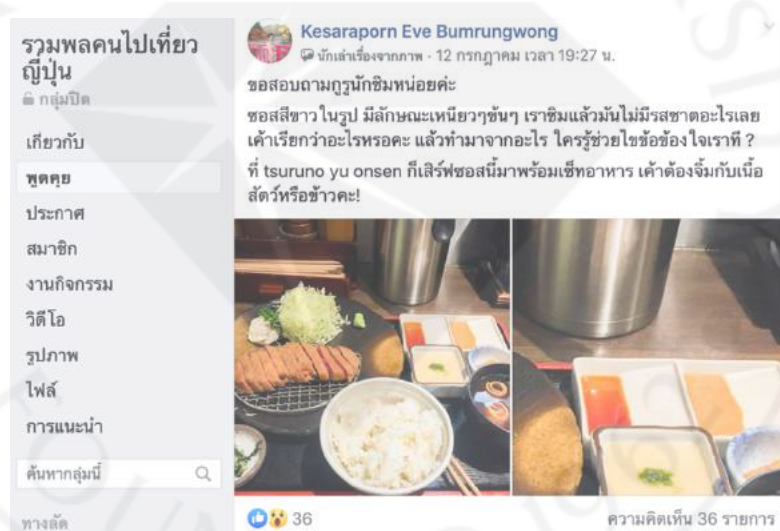 รวมพลคนไปเที่ยว
ญี่ปุ่น
กลุ่มปิด
เกี่ยวกับ
พูดคุย
ประกาศ
สมาชิก
งานกิจกรรม
วิดีโอ
รูปภาพ
ไฟล์
การแนะนำ
ค้นหากลุ่มนี้
ทางลัด
Kesaraporn Eve Bumrungwong
นักเล่าเรื่องจากภาพ · 12 กรกฎาคม เวลา 19:27 น.
ขอสอบถามกูรูนักชิมหน่อยค่ะ
ซอสสีขาวในรูป มีลักษณะเหนียวๆข้นๆ เราชิมแล้วมันไม่มีรสชาตอะไรเลย
เค้าเรียกว่าอะไรหรอคะ แล้วทำมาจากอะไร ใครรู้ช่วยไขข้อข้องใจเราที ?
ที่ tsuruno yu onsen ก็เสิร์ฟซอสนี้มาพร้อมเซ็ทอาหาร เค้าต้องจิ้มกับเนื้อ
สัตว์หรือข้าวคะ!
36
ความคิดเห็น 36 รายการ